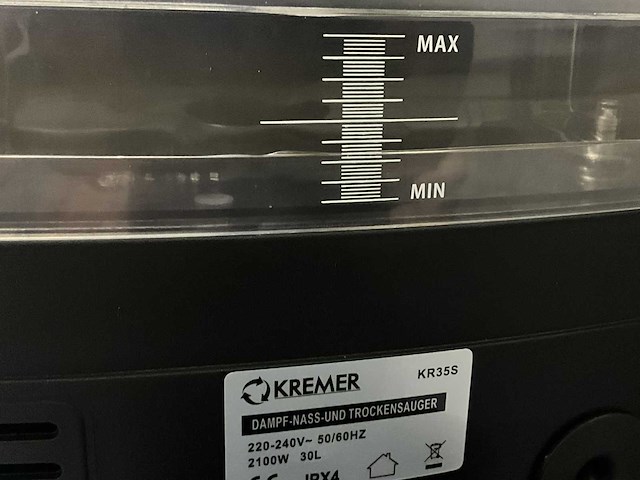 MAX
MIN
KREMER KR35S
DAMPF-NASS-UND TROCKENSAUGER
220-240V~ 50/60HZ
2100W 30L
IPX4